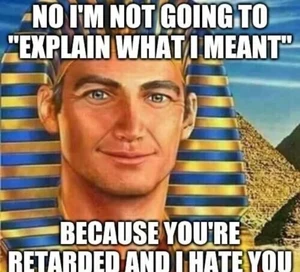 NO I'M NOT GOING TO
"EXPLAIN WHAT I MEANT"
BECAUSE YOU'RE
RETARDED AND I HATE YOU